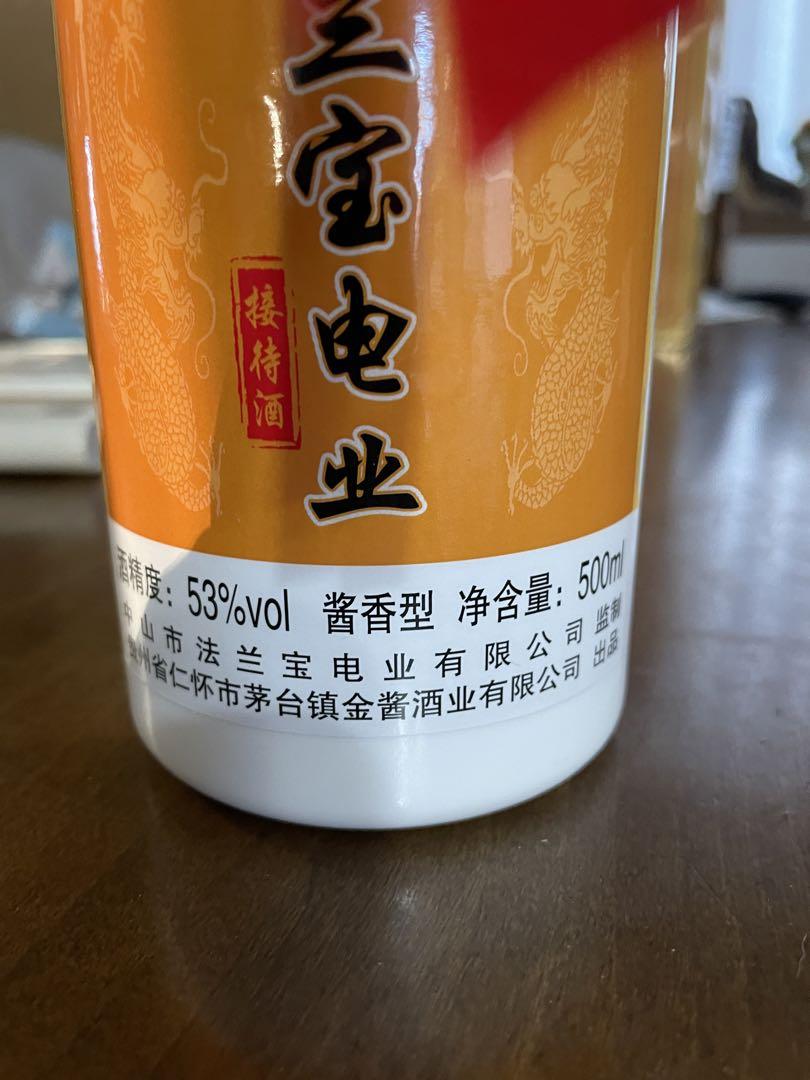 兰宝电业
接待酒
酒精度：53%vol 酱香型 净含量：500ml
中山市法兰宝电业有限公司 监制
贵州省仁怀市茅台镇金酱酒业有限公司 出品